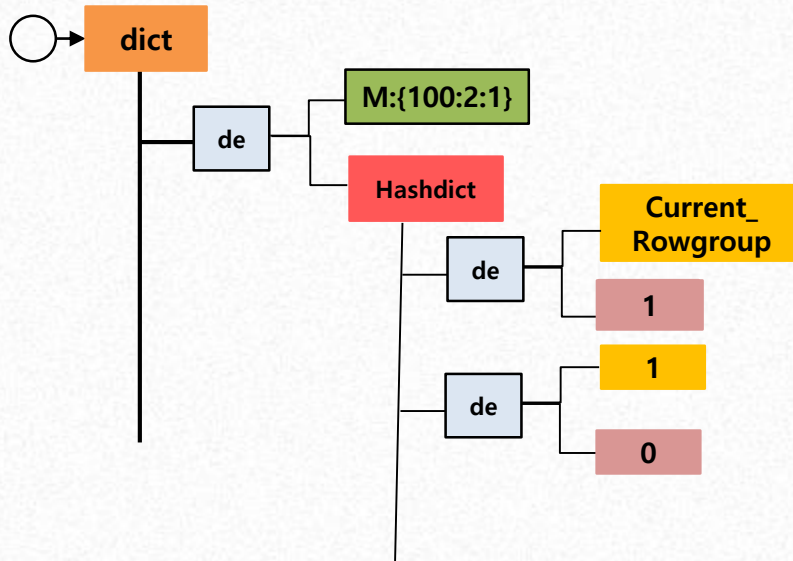 dict
M:{100:2:1}
de
Hashdict
Current_
Rowgroup
de
1
1
de
0